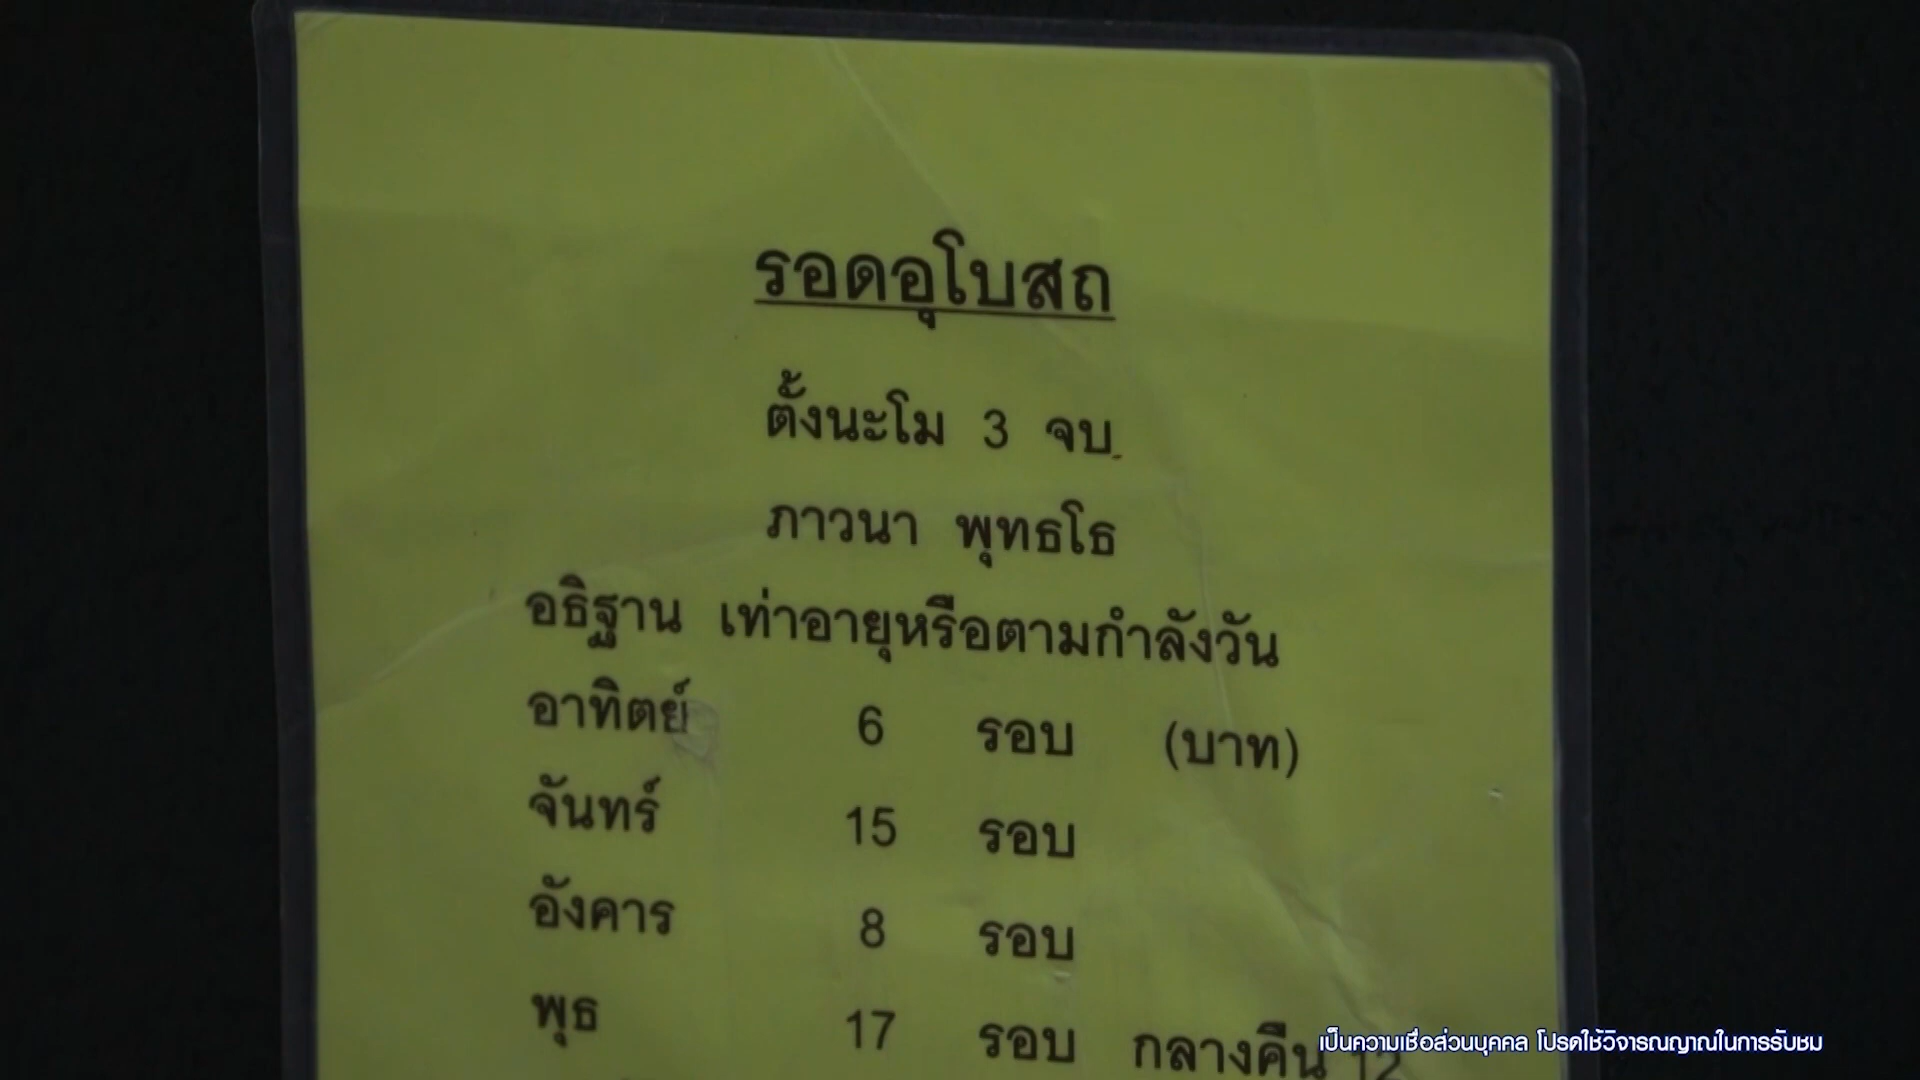 รอดอุโบสถ
ตั้งนะโม 3 จบ
ภาวนา พุทธโธ
อธิฐาน เท่าอายุหรือตามกำลังวัน
อาทิตย์ 6 รอบ (บาท)
จันทร์ 15 รอบ
อังคาร 8 รอบ
พุธ 17 รอบ กลางคืน 12
เป็นความเชื่อส่วนบุคคล โปรดใช้วิจารณญาณในการรับชม